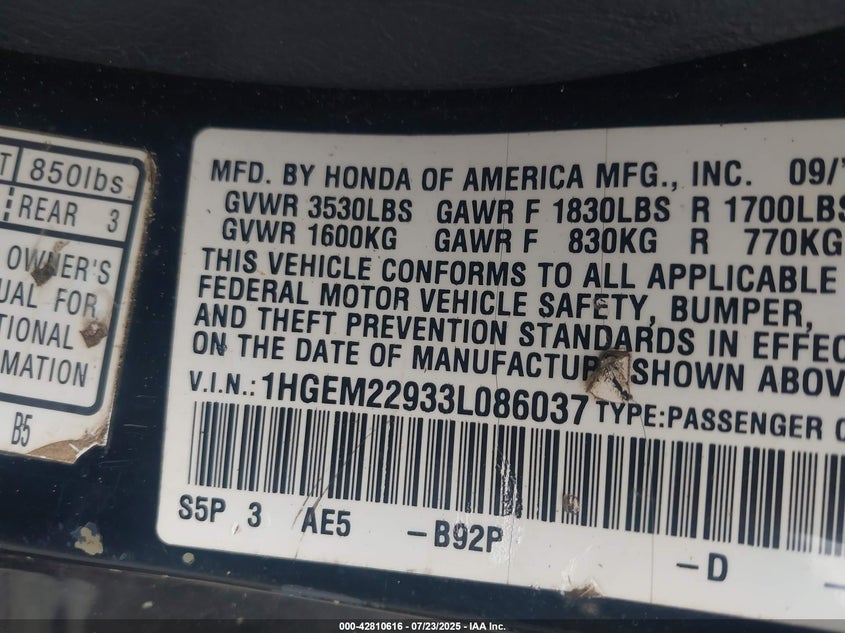 T 850lbs
REAR 3
OWNER'S
UAL FOR
TIONAL
RMATION
B5
MFD. BY HONDA OF AMERICA MFG., INC. 09/
GVWR 3530LBS GAWR F 1830LBS R 1700LBS
GVWR 1600KG GAWR F 830KG R 770KG
THIS VEHICLE CONFORMS TO ALL APPLICABLE
FEDERAL MOTOR VEHICLE SAFETY, BUMPER,
AND THEFT PREVENTION STANDARDS IN EFFEC
ON THE DATE OF MANUFACTUR SHOWN ABOV
V.I.N.: 1HGEM22933L086037 TYPE:PASSENGER C
S5P 3 AE5 -B92P -D
000-42810616 - 07/23/2025 - IAA Inc.